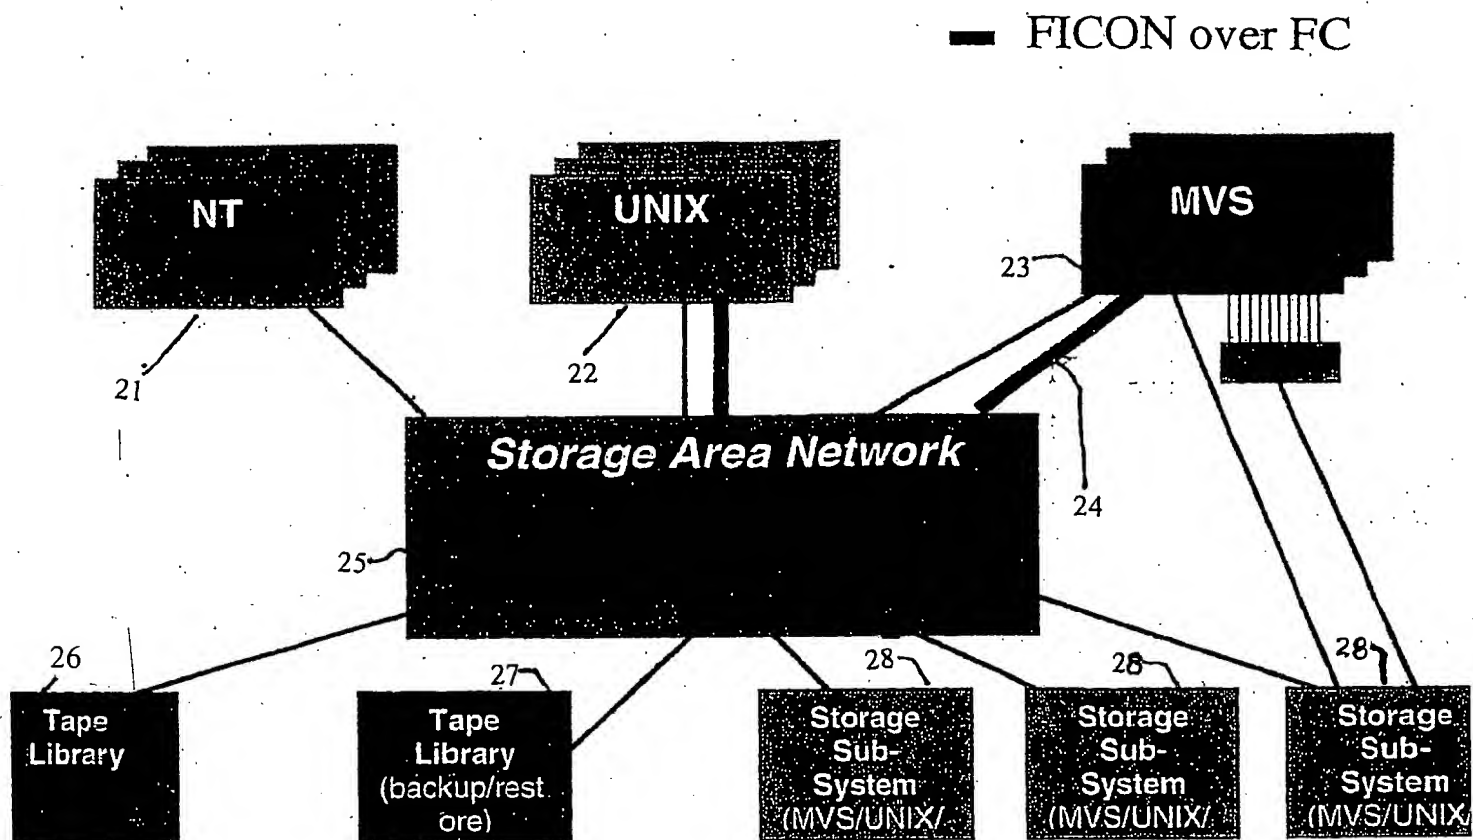 FICON over FC
NT
UNIX
MVS
23
21
22
24
Storage Area Network
25
26
27
28
28
28
Tape
Library
Tape
Library
(backup/rest
ore)
Storage
Sub-
System
(MVS/UNIX/
Storage
Sub-
System
(MVS/UNIX/
Storage
Sub-
System
(MVS/UNIX/